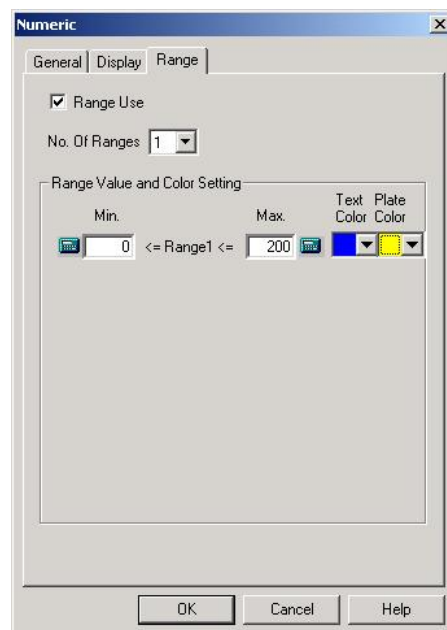 Numeric
General Display Range
Range Use
No. Of Ranges 1
Range Value and Color Setting
Text Plate
Min. Max. Color Color
0 <= Range1 <= 200
OK Cancel Help